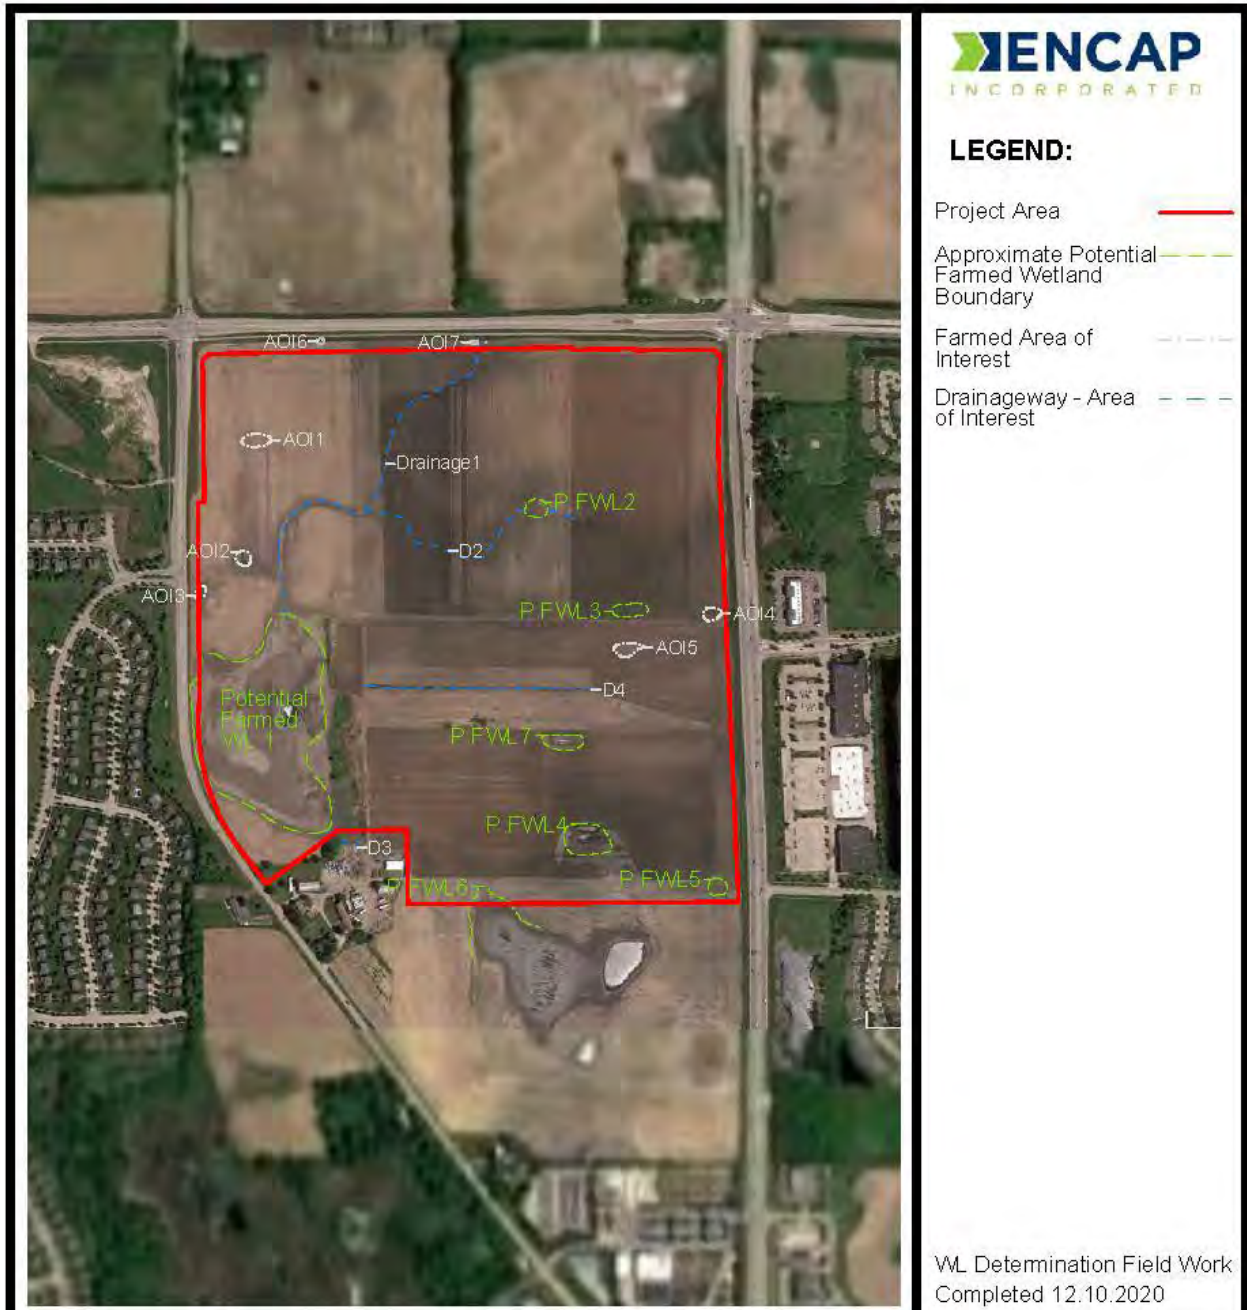 ENCAP
INCORPORATED
LEGEND:
Project Area
Approximate Potential
Farmed Wetland
Boundary
Farmed Area of
Interest
Drainageway - Area
of Interest
AOI6
AOI7
AOI1
Drainage1
P.FWL2
AOI2
D2
AOI3
P.FWL3
AOI4
AOI5
D4
Potential
Farmed
WL 1
P.FWL7
P.FWL4
D3
P.FWL6
P.FWL5
WL Determination Field Work
Completed 12.10.2020